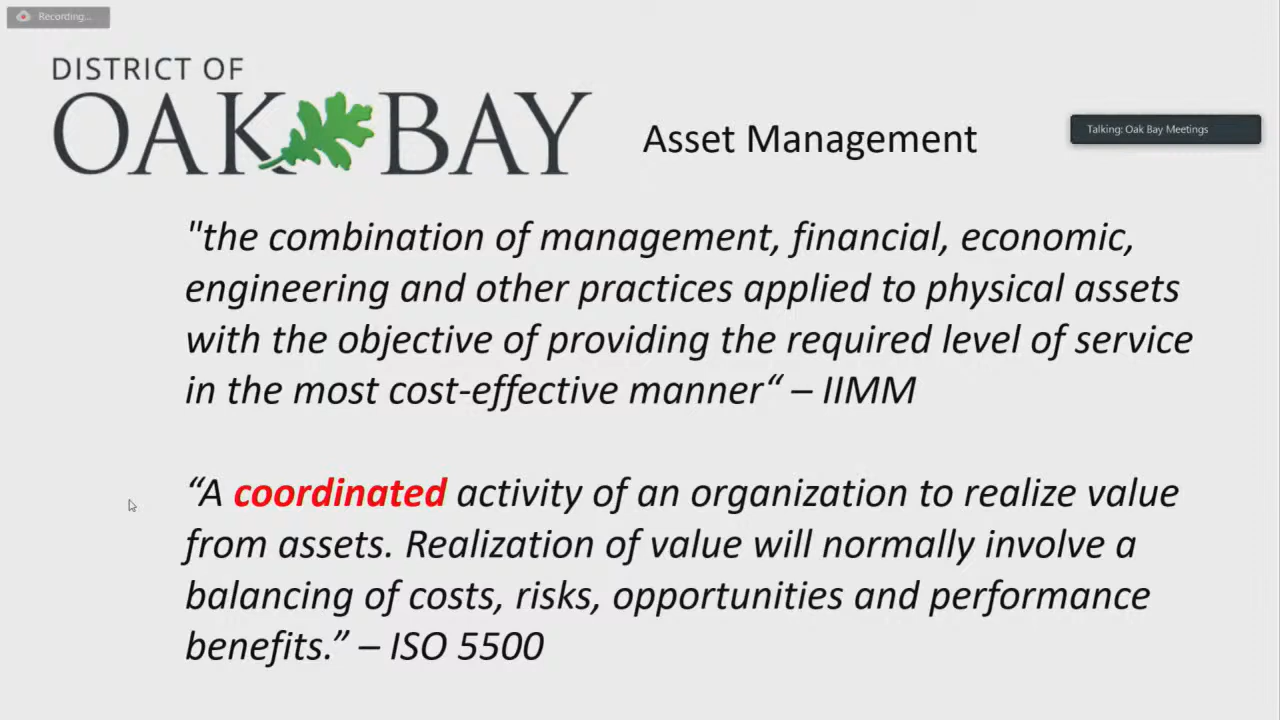 Recording...
DISTRICT OF
OAK BAY
Asset Management
Talking: Oak Bay Meetings
"the combination of management, financial, economic,
engineering and other practices applied to physical assets
with the objective of providing the required level of service
in the most cost-effective manner“ – IIMM
“A coordinated activity of an organization to realize value
from assets. Realization of value will normally involve a
balancing of costs, risks, opportunities and performance
benefits.” – ISO 5500